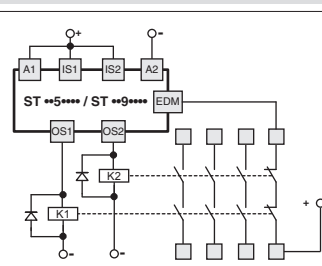 + -
A1 IS1 IS2 A2
ST ••5•••• / ST ••9•••• EDM
OS1 OS2
K2
K1
+
- -